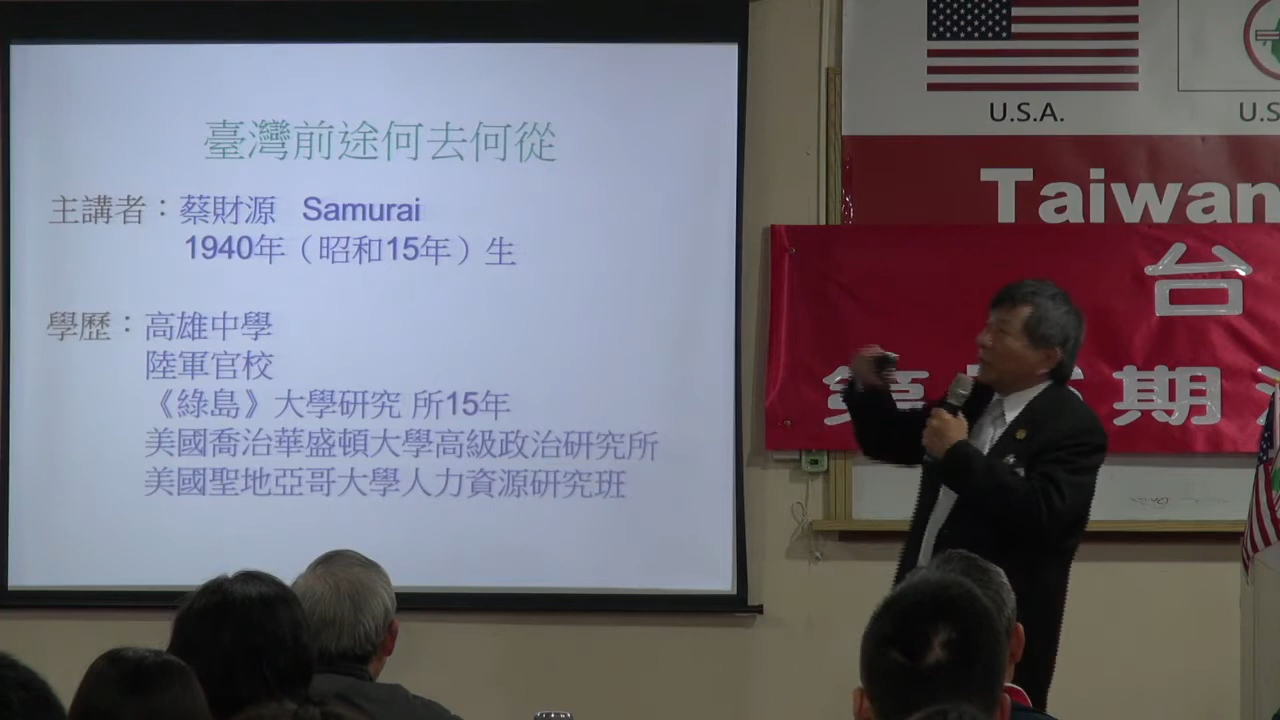 臺灣前途何去何從
主講者：蔡財源 Samurai
1940年（昭和15年）生
學歷：高雄中學
陸軍官校
《綠島》大學研究 所15年
美國喬治華盛頓大學高級政治研究所
美國聖地亞哥大學人力資源研究班
U.S.A.
U.S
Taiwan
台
第
期